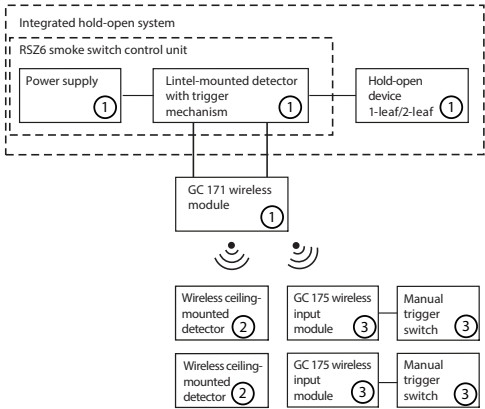 Integrated hold-open system
RSZ6 smoke switch control unit
Power supply
1
Lintel-mounted detector
with trigger
mechanism
1
Hold-open
device
1-leaf/2-leaf
1
GC 171 wireless
module
1
Wireless ceiling-
mounted
detector
2
GC 175 wireless
input
module
3
Manual
trigger
switch
3
Wireless ceiling-
mounted
detector
2
GC 175 wireless
input
module
3
Manual
trigger
switch
3